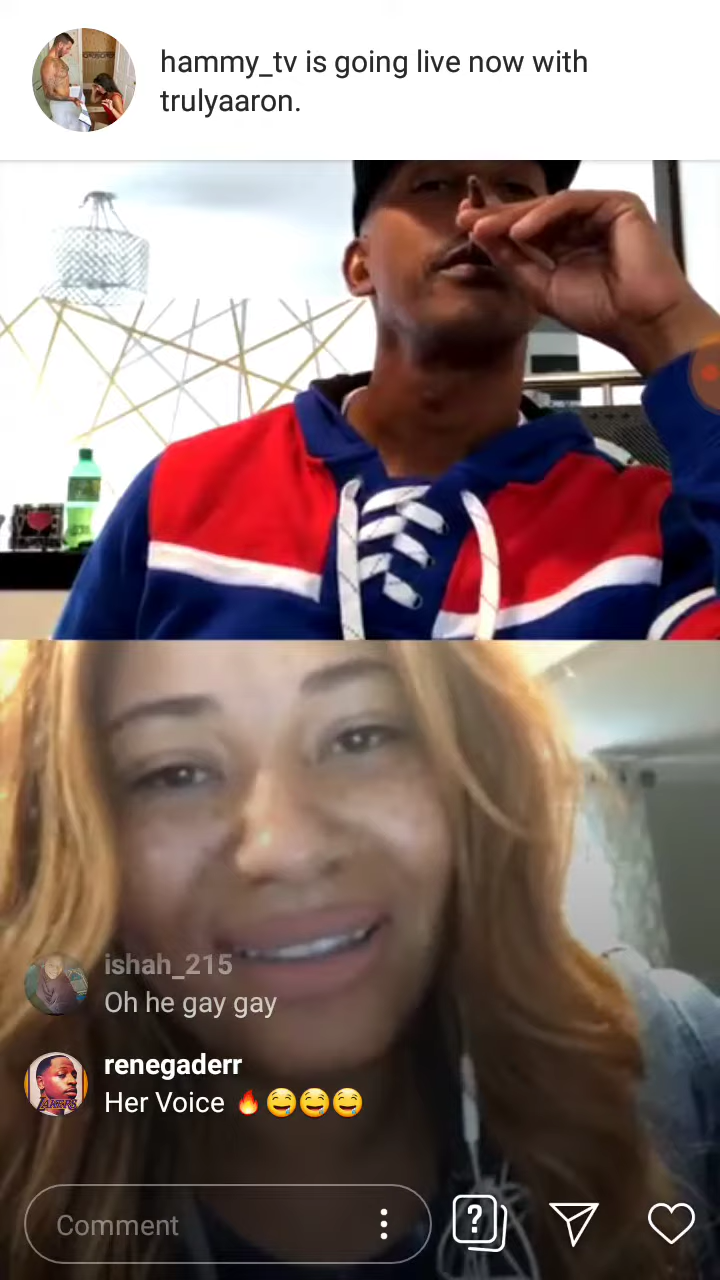 hammy_tv is going live now with
trulyaaron.
ishah_215
Oh he gay gay
renegaderr
Her Voice 🔥🤤🤤🤤
Comment
?